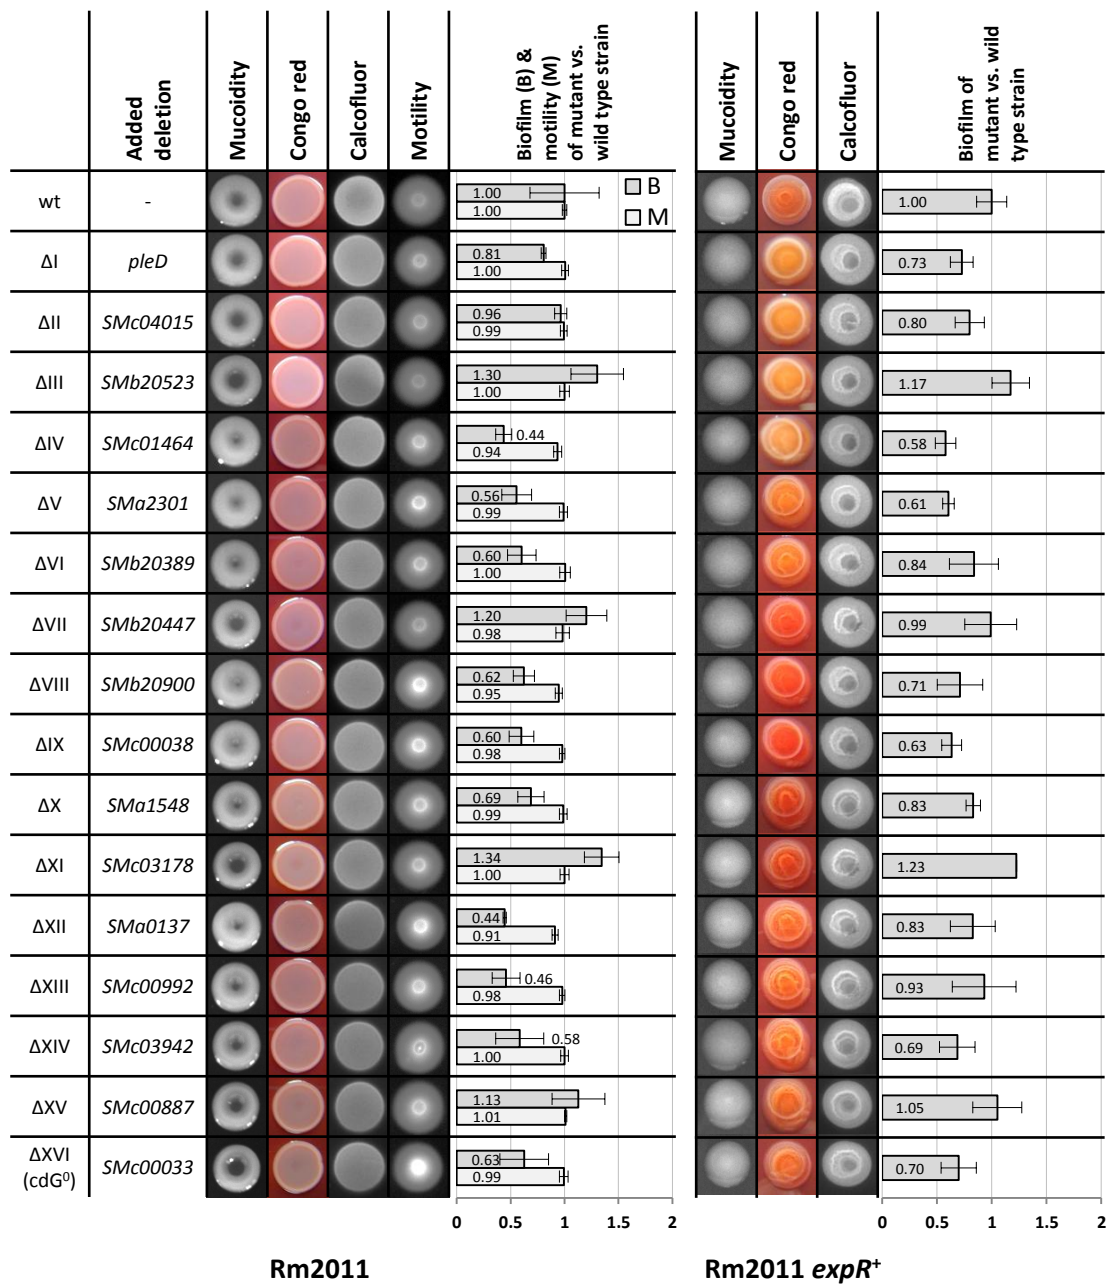 Added deletion
Mucoidity
Congo red
Calcofluor
Motility
Biofilm (B) & motility (M) of mutant vs. wild type strain
Mucoidity
Congo red
Calcofluor
Biofilm of mutant vs. wild type strain
B
M
wt - 1.00 1.00 1.00
ΔI pleD 0.81 1.00 0.73
ΔII SMc04015 0.96 0.99 0.80
ΔIII SMb20523 1.30 1.00 1.17
ΔIV SMc01464 0.44 0.94 0.58
ΔV SMa2301 0.56 0.99 0.61
ΔVI SMb20389 0.60 1.00 0.84
ΔVII SMb20447 1.20 0.98 0.99
ΔVIII SMb20900 0.62 0.95 0.71
ΔIX SMc00038 0.60 0.98 0.63
ΔX SMa1548 0.69 0.99 0.83
ΔXI SMc03178 1.34 1.00 1.23
ΔXII SMa0137 0.44 0.91 0.83
ΔXIII SMc00992 0.46 0.98 0.93
ΔXIV SMc03942 0.58 1.00 0.69
ΔXV SMc00887 1.13 1.01 1.05
ΔXVI (cdG⁰) SMc00033 0.63 0.99 0.70
0 0.5 1 1.5 2 0 0.5 1 1.5 2
Rm2011 Rm2011 expR⁺